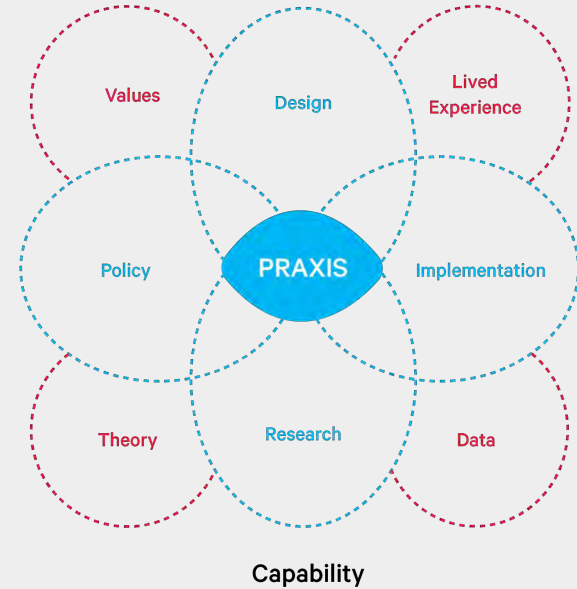 Values
Design
Lived
Experience
Policy
PRAXIS
Implementation
Theory
Research
Data
Capability